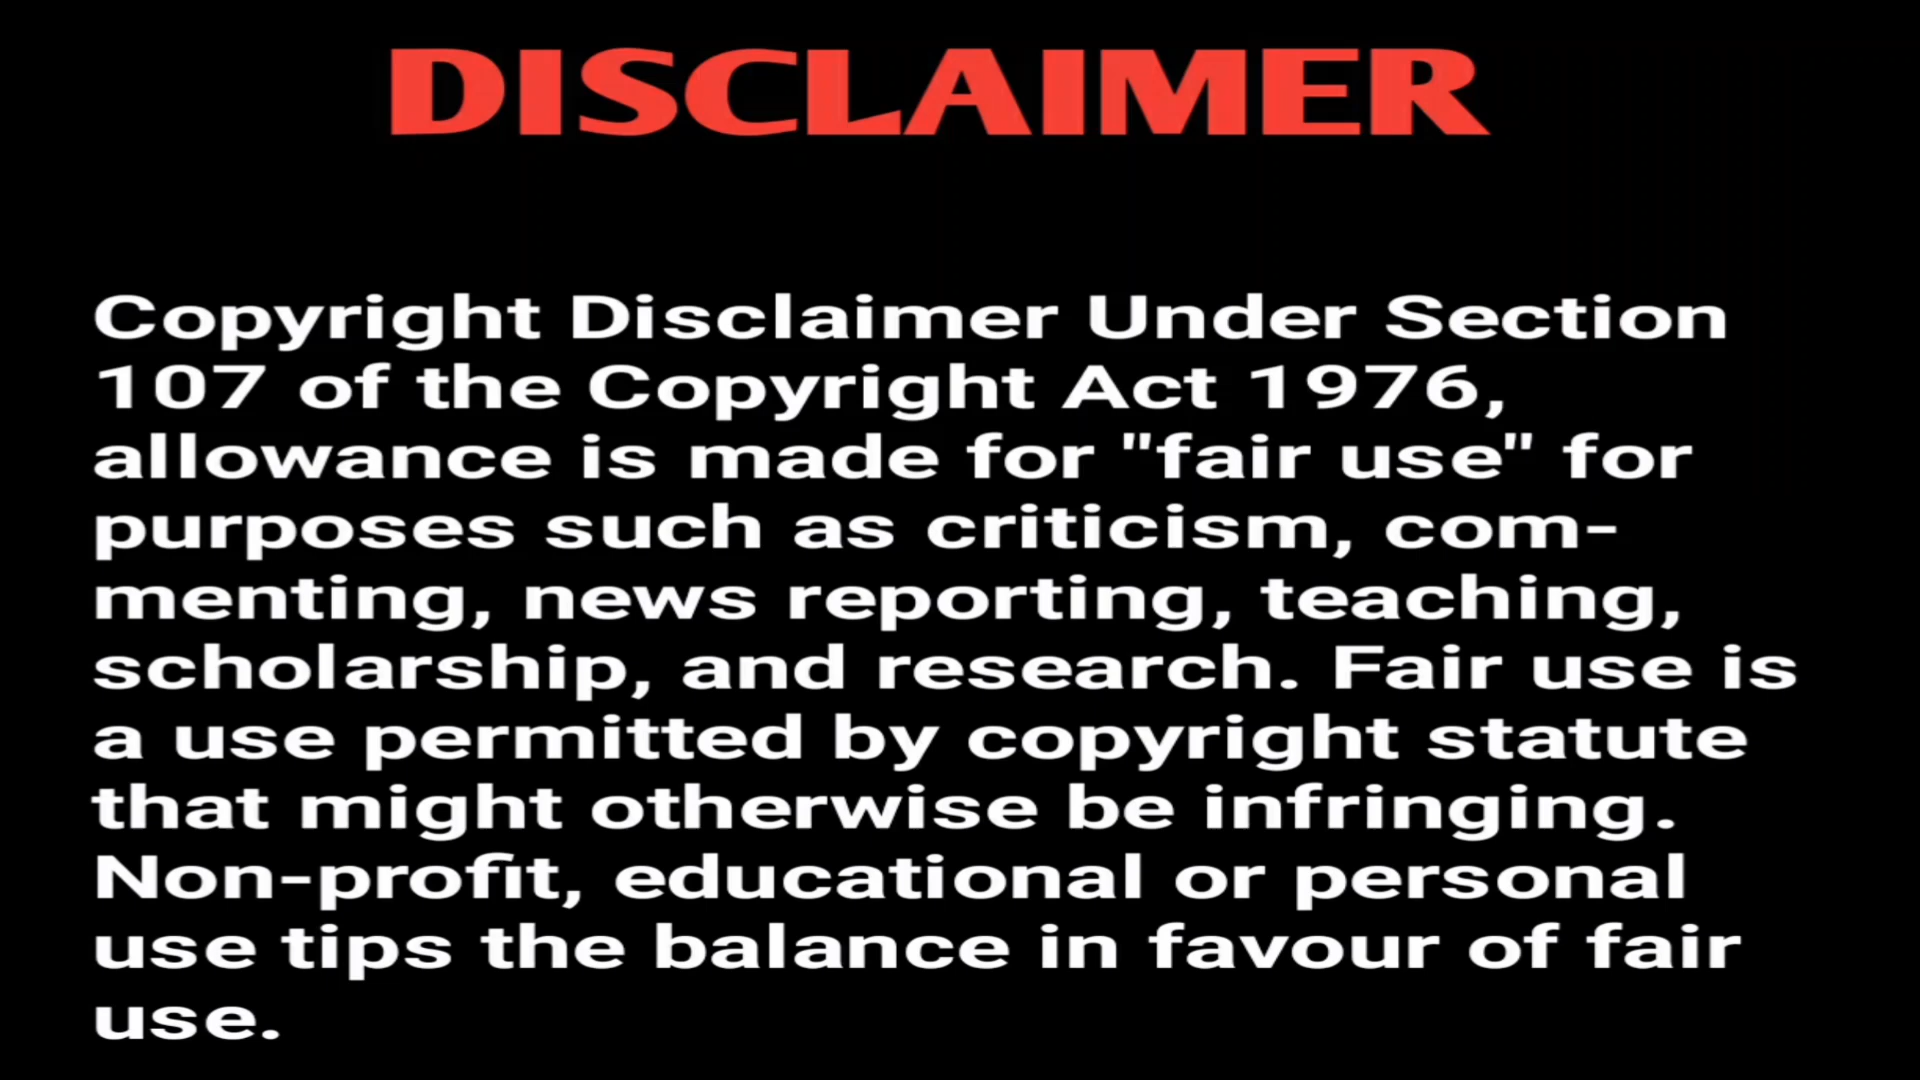 DISCLAIMER
Copyright Disclaimer Under Section
107 of the Copyright Act 1976,
allowance is made for "fair use" for
purposes such as criticism, com-
menting, news reporting, teaching,
scholarship, and research. Fair use is
a use permitted by copyright statute
that might otherwise be infringing.
Non-profit, educational or personal
use tips the balance in favour of fair
use.